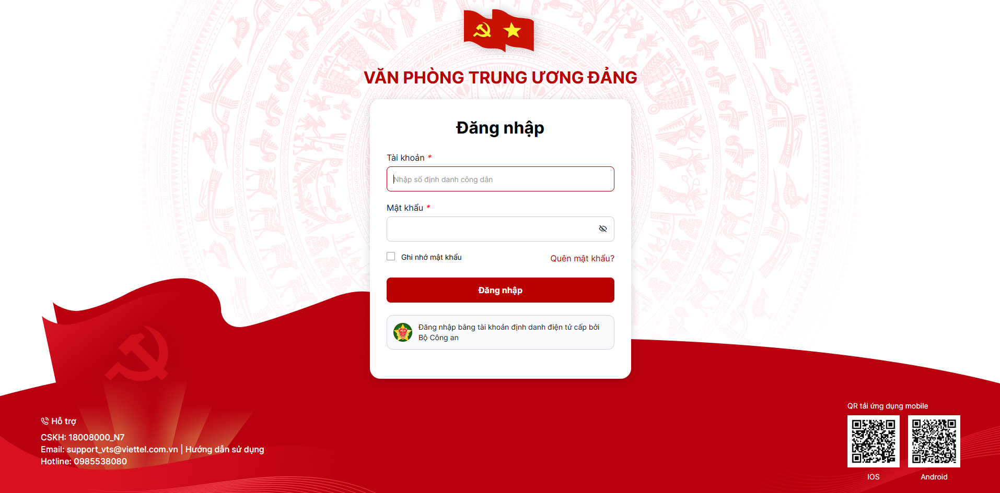 VĂN PHÒNG TRUNG ƯƠNG ĐẢNG
Đăng nhập
Tài khoản *
Nhập số định danh công dân
Mật khẩu *
Ghi nhớ mật khẩu
Quên mật khẩu?
Đăng nhập
Đăng nhập bằng tài khoản định danh điện tử cấp bởi
Bộ Công an
Hỗ trợ
CSKH: 18008000_N7
Email: support_vts@viettel.com.vn | Hướng dẫn sử dụng
Hotline: 0985538080
QR tải ứng dụng mobile
IOS
Android